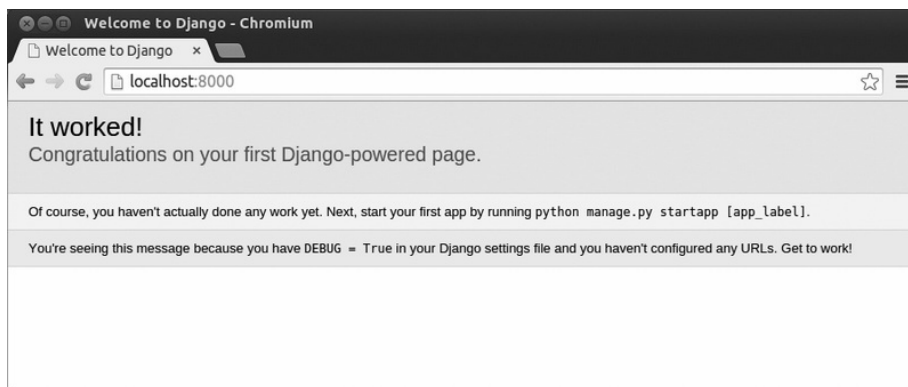 Welcome to Django - Chromium
Welcome to Django
localhost:8000
It worked!
Congratulations on your first Django-powered page.
Of course, you haven't actually done any work yet. Next, start your first app by running python manage.py startapp [app_label].
You're seeing this message because you have DEBUG = True in your Django settings file and you haven't configured any URLs. Get to work!